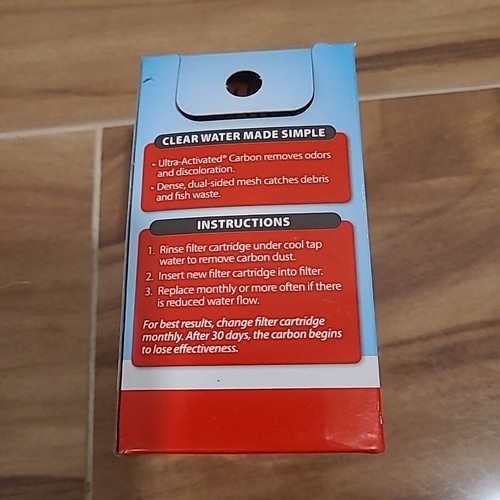 CLEAR WATER MADE SIMPLE
• Ultra-Activated® Carbon removes odors
and discoloration.
• Dense, dual-sided mesh catches debris
and fish waste.
INSTRUCTIONS
1. Rinse filter cartridge under cool tap
water to remove carbon dust.
2. Insert new filter cartridge into filter.
3. Replace monthly or more often if there
is reduced water flow.
For best results, change filter cartridge
monthly. After 30 days, the carbon begins
to lose effectiveness.